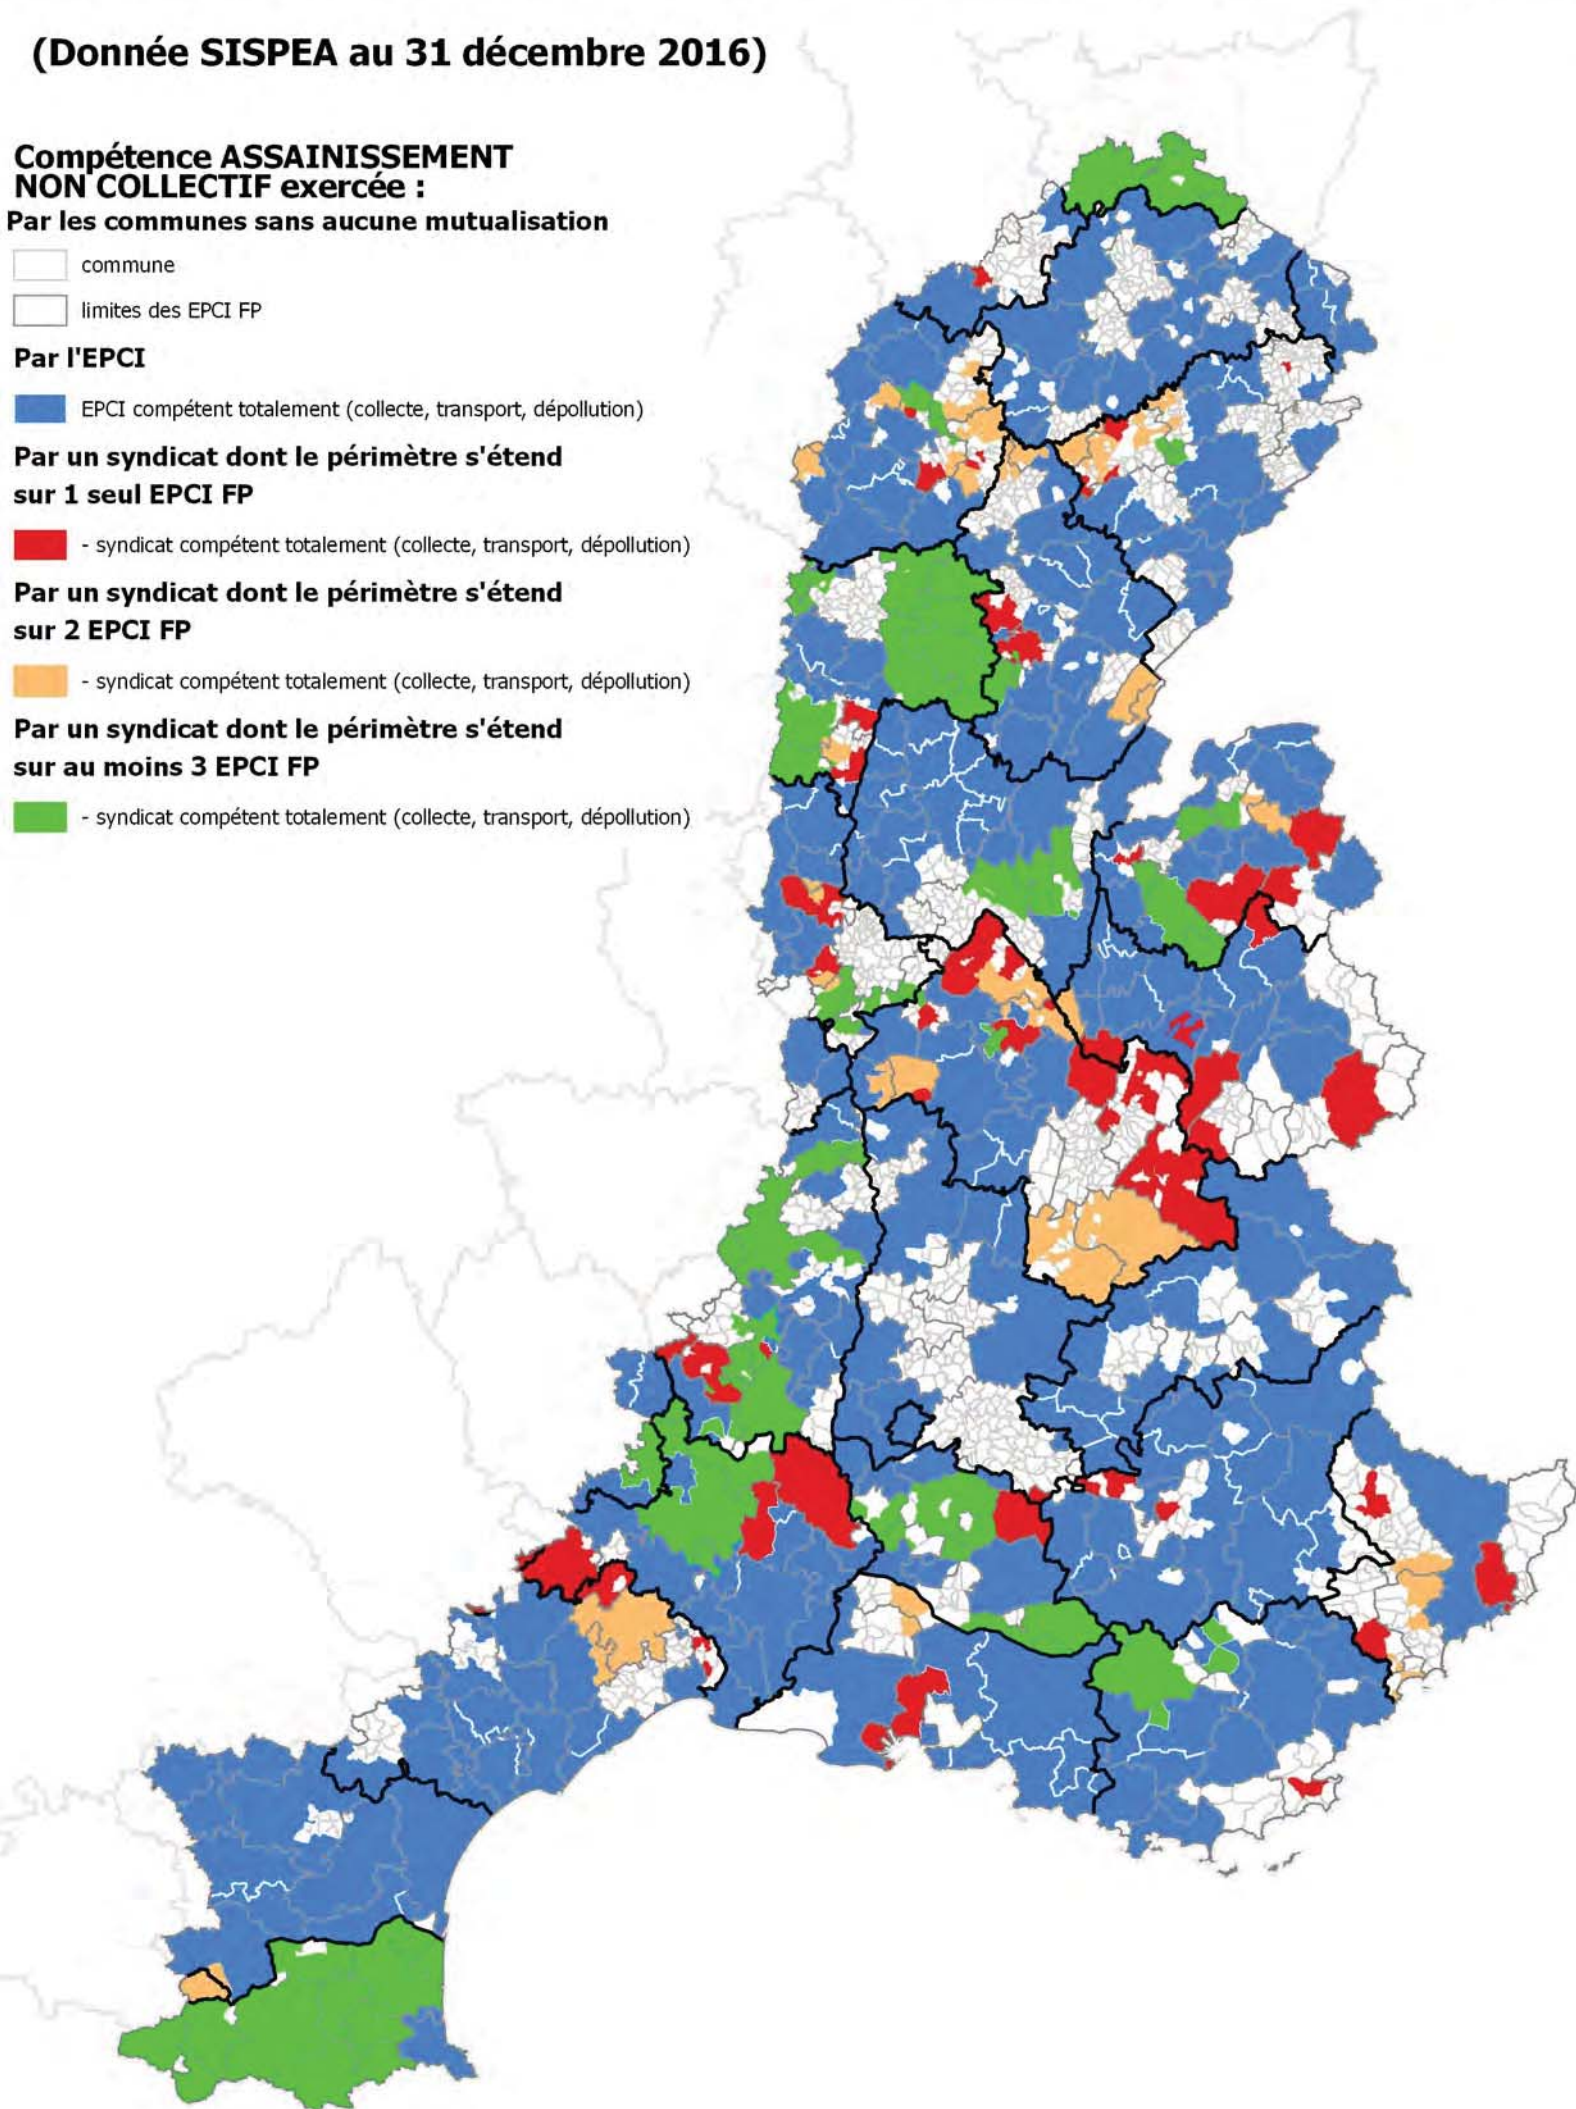 (Donnée SISPEA au 31 décembre 2016)
Compétence ASSAINISSEMENT
NON COLLECTIF exercée :
Par les communes sans aucune mutualisation
commune
limites des EPCI FP
Par l'EPCI
EPCI compétent totalement (collecte, transport, dépollution)
Par un syndicat dont le périmètre s'étend
sur 1 seul EPCI FP
- syndicat compétent totalement (collecte, transport, dépollution)
Par un syndicat dont le périmètre s'étend
sur 2 EPCI FP
- syndicat compétent totalement (collecte, transport, dépollution)
Par un syndicat dont le périmètre s'étend
sur au moins 3 EPCI FP
- syndicat compétent totalement (collecte, transport, dépollution)